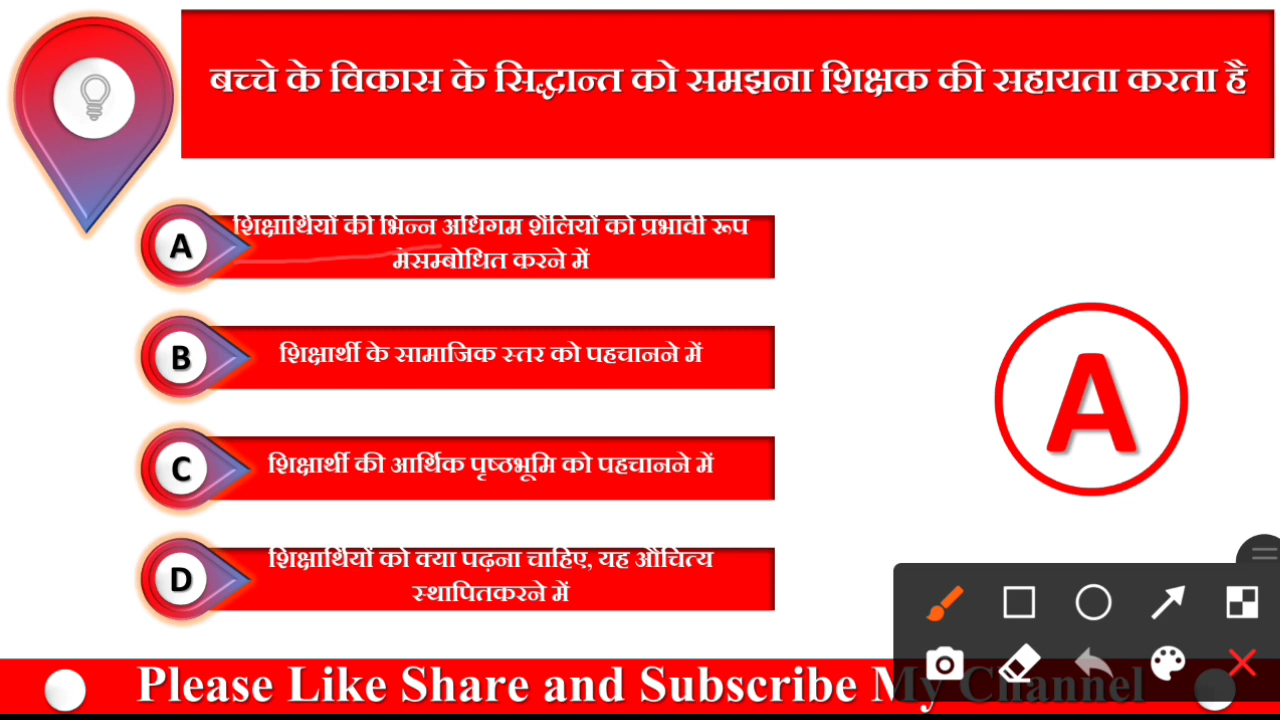 बच्चे के विकास के सिद्धान्त को समझना शिक्षक की सहायता करता है
A
शिक्षार्थियों की भिन्न अधिगम शैलियों को प्रभावी रूप
मेसम्बोधित करने में
B
शिक्षार्थी के सामाजिक स्तर को पहचानने में
C
शिक्षार्थी की आर्थिक पृष्ठभूमि को पहचानने में
D
शिक्षार्थियों को क्या पढ़ना चाहिए, यह औचित्य
स्थापितकरने में
A
Please Like Share and Subscribe My Channel